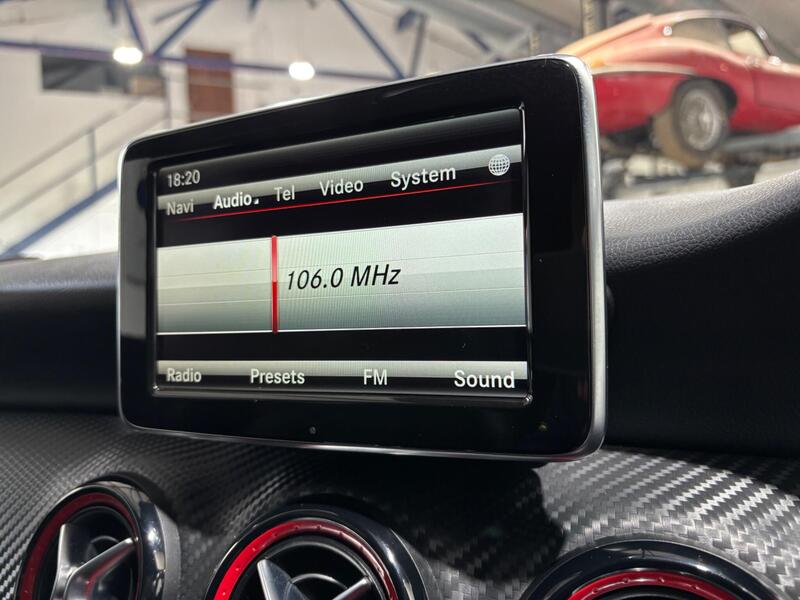 18:20
Navi Audio Tel Video System
106.0 MHz
Radio Presets FM Sound